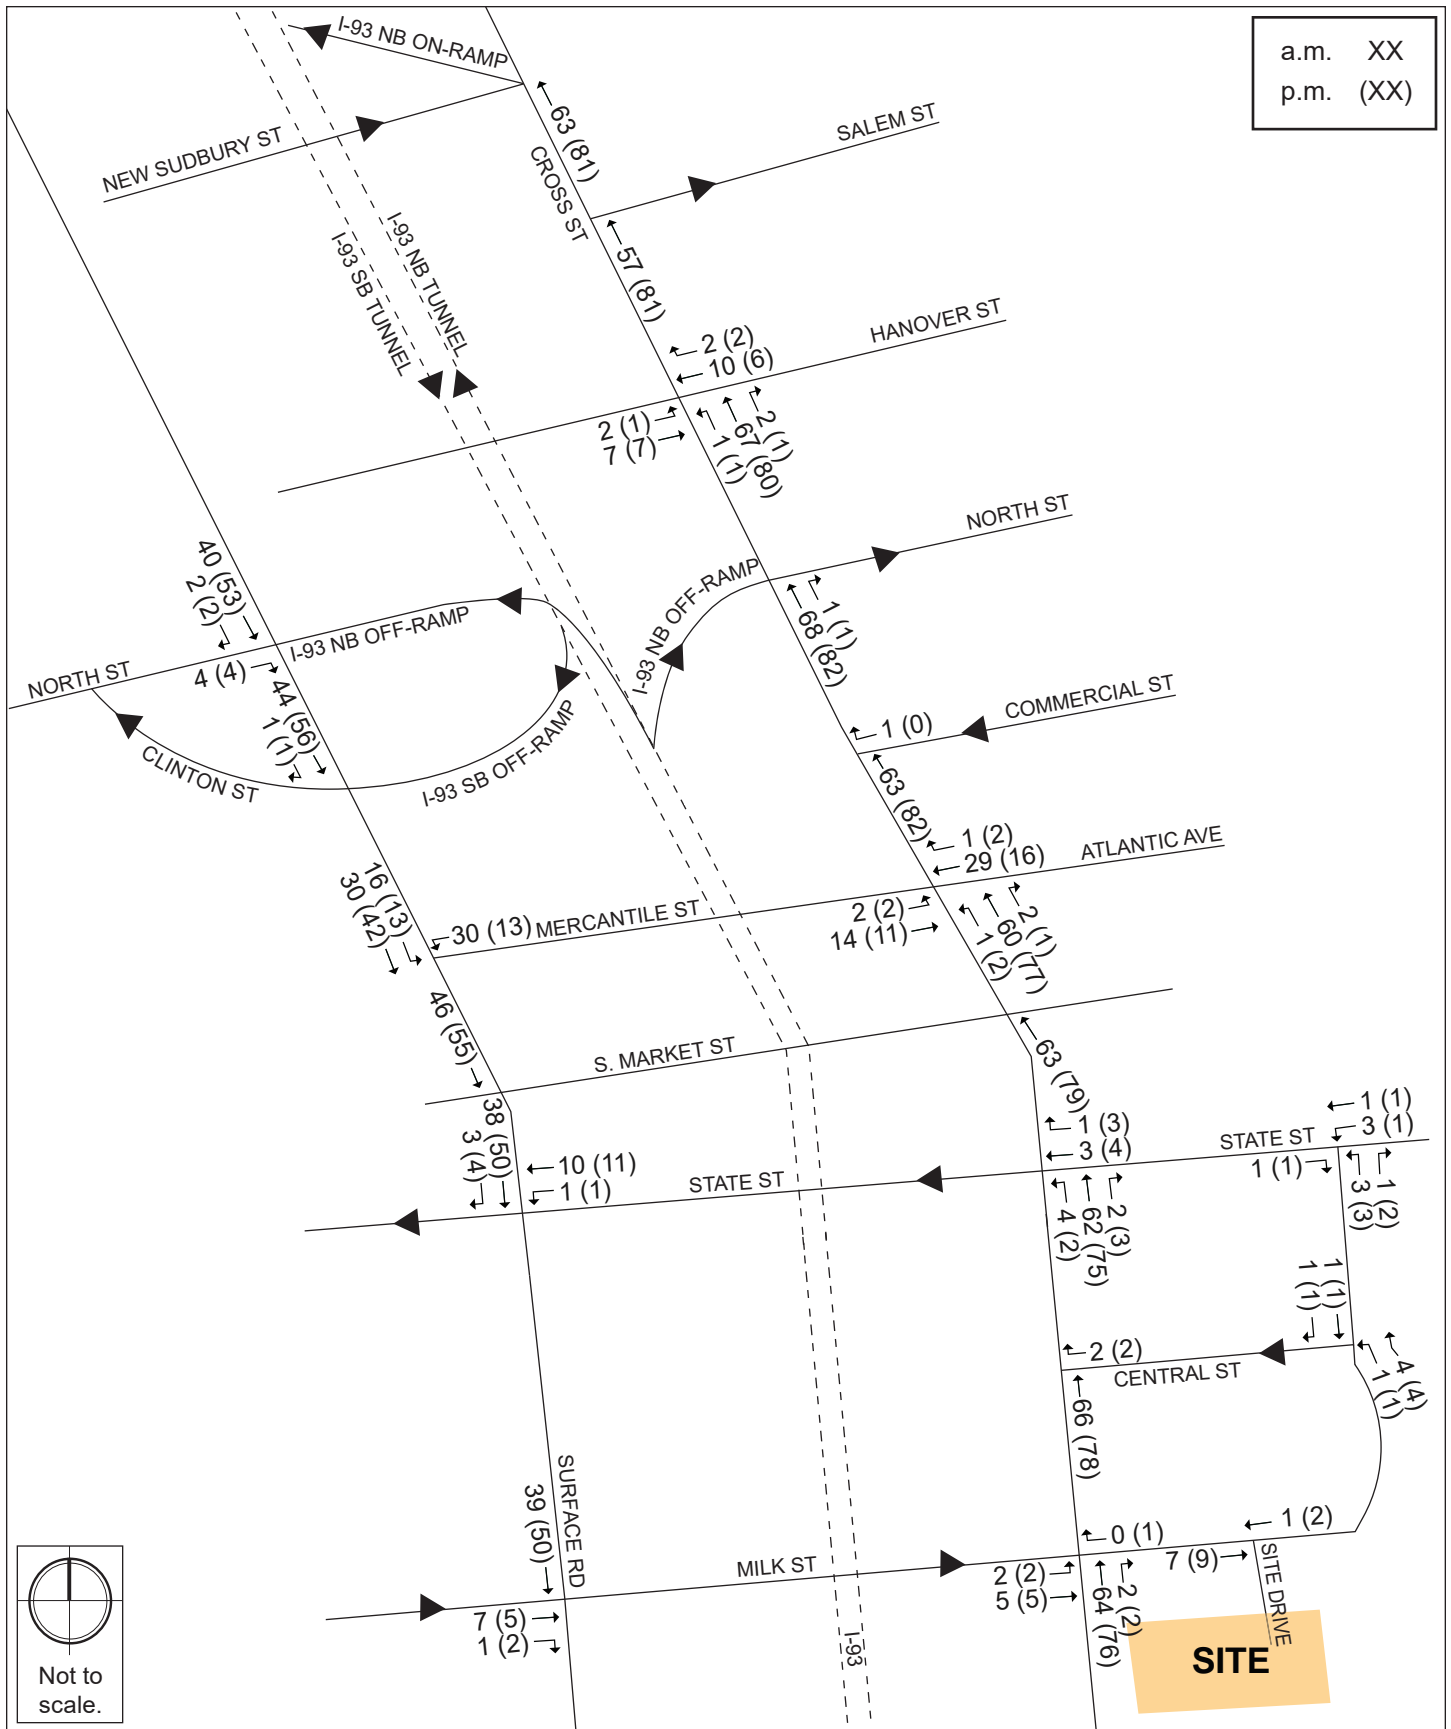 I-93 NB ON-RAMP
a.m. XX
p.m. (XX)
NEW SUDBURY ST
63 (81)
SALEM ST
CROSS ST
I-93 NB TUNNEL
I-93 SB TUNNEL
57 (81)
HANOVER ST
2 (2)
10 (6)
2 (1)
7 (7)
1 (1)
67 (80)
2 (1)
NORTH ST
40 (53)
2 (2)
I-93 NB OFF-RAMP
I-93 NB OFF-RAMP
1 (1)
68 (82)
NORTH ST
4 (4)
44 (56)
1 (1)
CLINTON ST
I-93 SB OFF-RAMP
COMMERCIAL ST
1 (0)
63 (82)
1 (2)
29 (16)
ATLANTIC AVE
16 (13)
30 (42)
30 (13)
MERCANTILE ST
2 (2)
14 (11)
1 (2)
60 (77)
2 (1)
46 (55)
S. MARKET ST
63 (79)
38 (50)
3 (4)
10 (11)
1 (1)
STATE ST
1 (3)
3 (4)
STATE ST
1 (1)
3 (1)
1 (1)
3 (3)
1 (2)
4 (2)
62 (75)
2 (3)
1 (1)
1 (1)
2 (2)
CENTRAL ST
1 (1)
4 (4)
66 (78)
SURFACE RD
39 (50)
0 (1)
1 (2)
7 (9)
MILK ST
2 (2)
5 (5)
64 (76)
2 (2)
SITE DRIVE
7 (5)
1 (2)
I-93
SITE
Not to
scale.